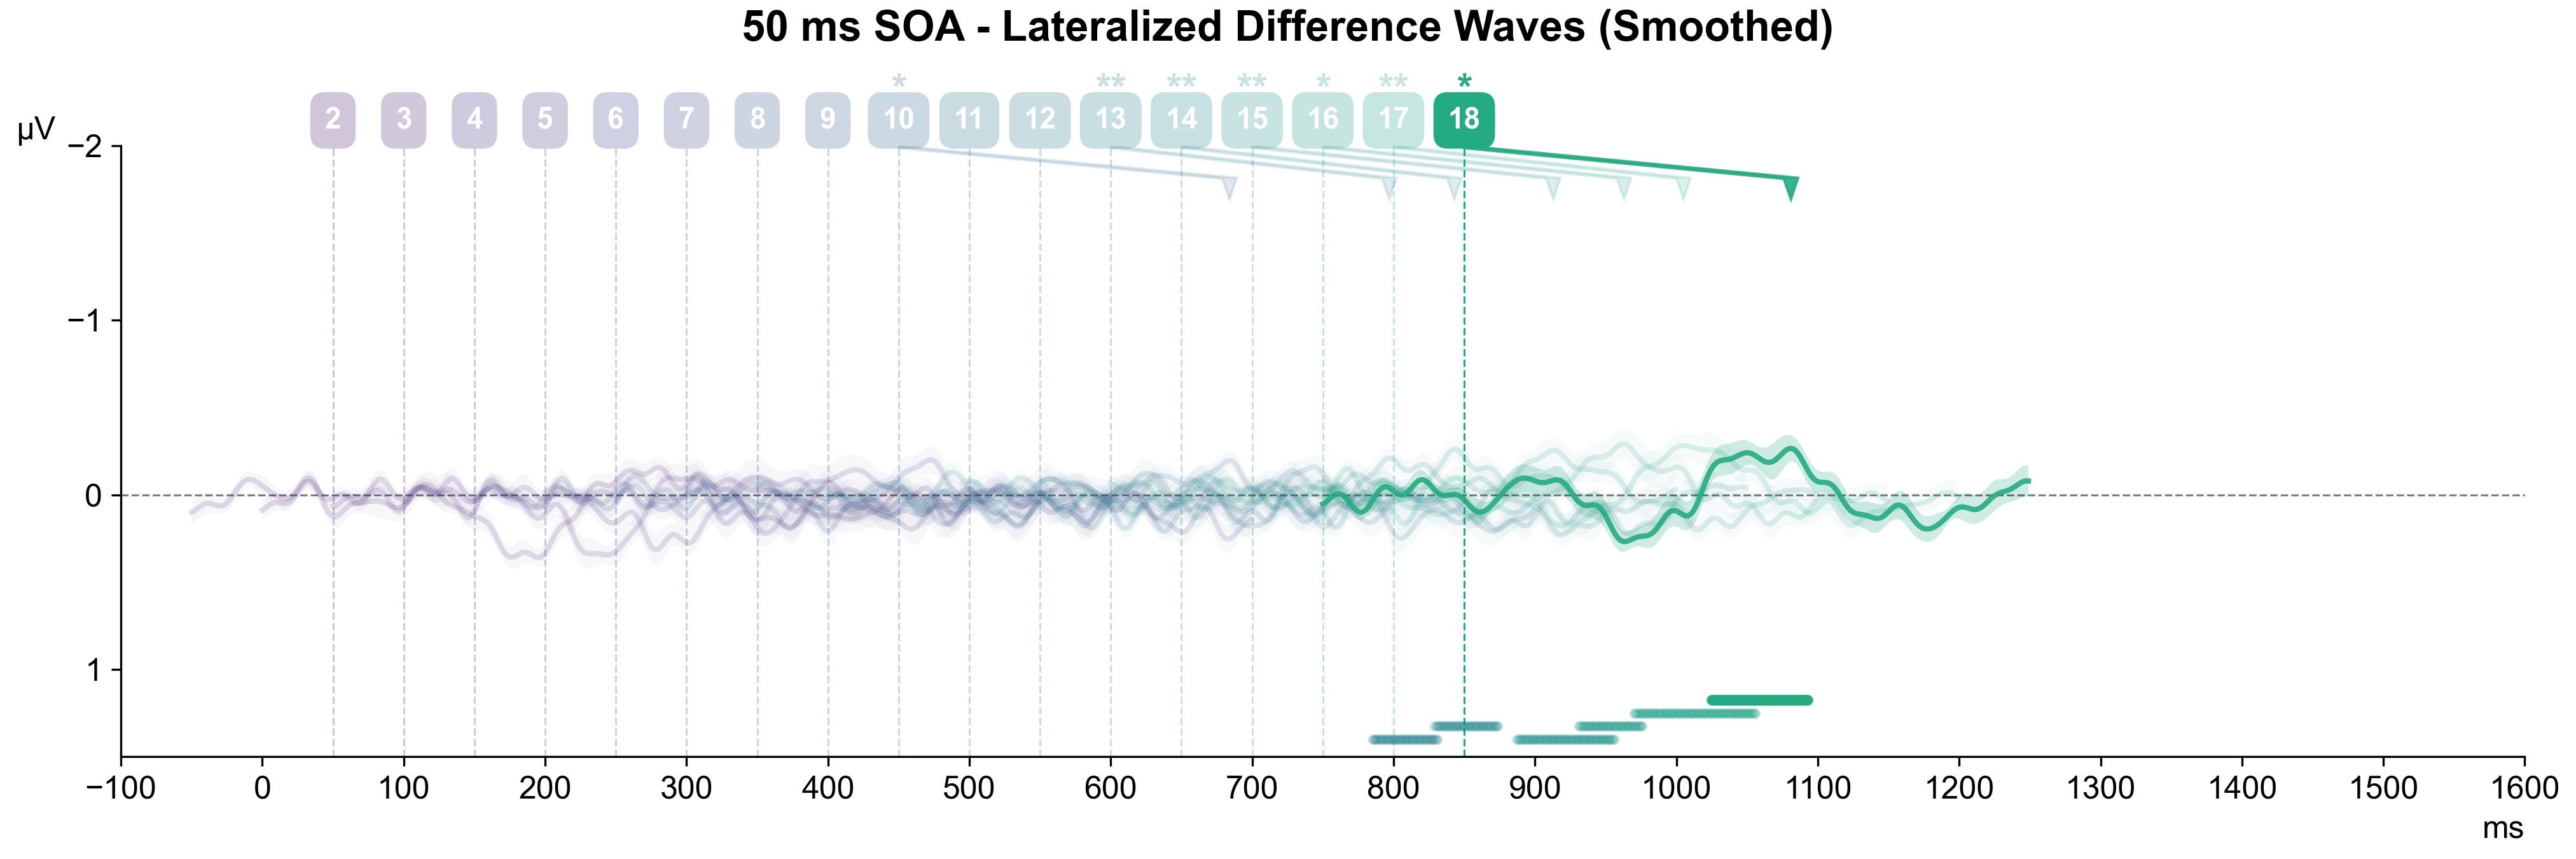 50 ms SOA - Lateralized Difference Waves (Smoothed)
* ** ** ** * ** *
2 3 4 5 6 7 8 9 10 11 12 13 14 15 16 17 18
µV
−2
−1
0
1
−100 0 100 200 300 400 500 600 700 800 900 1000 1100 1200 1300 1400 1500 1600
ms